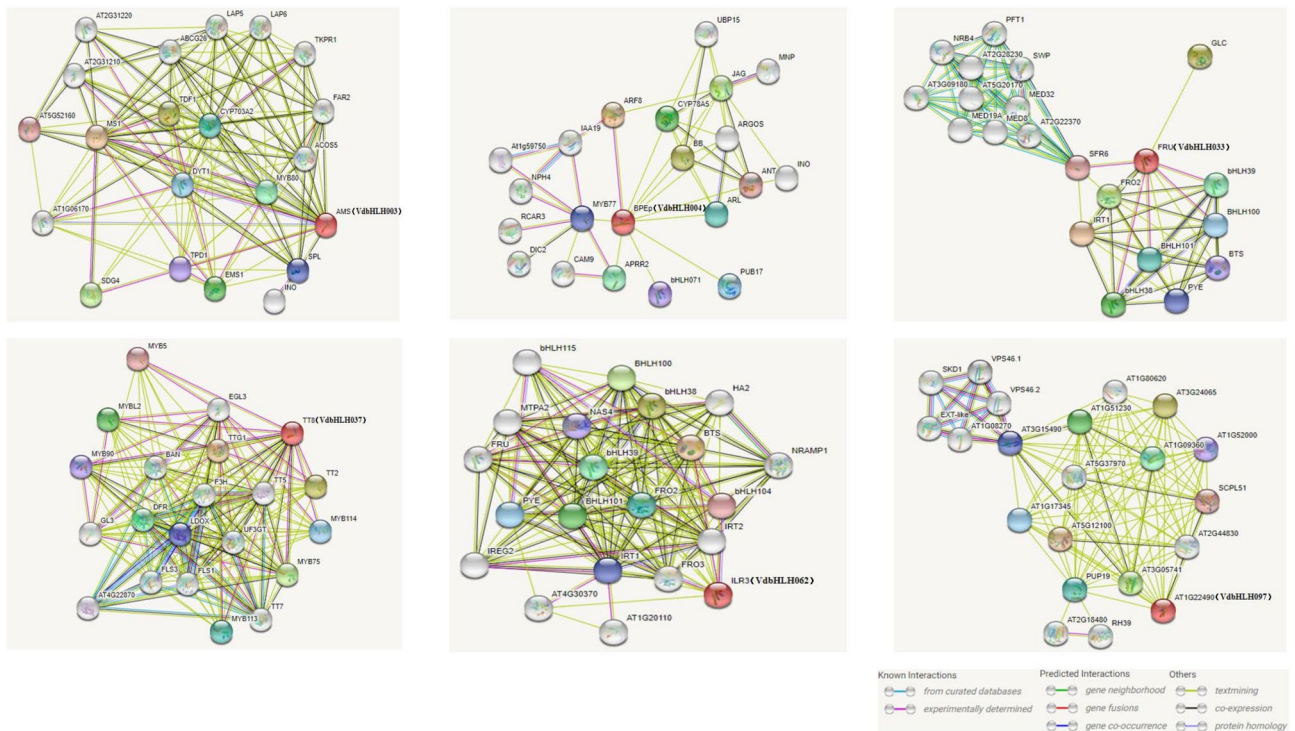 AT2G31220
LAP5
LAP6
ABCG26
TKPR1
AT2G31210
TDF1
FAR2
CYP703A2
AT5G52160
MS1
ACOS5
DYT1
MYB80
AT1G06170
AMS(VdbHLH003)
TPD1
SPL
EMS1
SDG4
INO
UBP15
MNP
JAG
ARF8
CYP78A5
IAA19
ARGOS
At1g59750
BB
INO
ANT
NPH4
MYB77
BPEp(VdbHLH004)
ARL
RCAR3
DIC2
CAM9
APRR2
PUB17
bHLH071
PFT1
GLC
NRB4
AT2G28230
SWP
AT3G09180
AT5G20170
MED32
MED19A
MED8
AT2G22370
SFR6
FRU(VdbHLH033)
FRO2
bHLH39
IRT1
BHLH100
BHLH101
BTS
bHLH38
PYE
MYB5
EGL3
MYBL2
TT8(VdbHLH037)
TTG1
MYB90
BAN
TT2
F3H
TT5
DFR
GL3
LDOX
MYB114
UF3GT
FLS3
FLS1
MYB75
AT4G22870
TT7
MYB113
bHLH115
BHLH100
bHLH38
HA2
MTPA2
NAS4
BTS
FRU
bHLH39
NRAMP1
PYE
BHLH101
FRO2
bHLH104
IRT2
IREG2
IRT1
FRO3
ILR3(VdbHLH062)
AT4G30370
AT1G20110
VPS46.1
SKD1
VPS46.2
AT1G80620
AT3G24065
EXT-like
AT1G51230
AT1G08270
AT3G15490
AT1G09360
AT1G52000
AT5G37970
SCPL51
AT1G17345
AT5G12100
AT2G44830
AT3G05741
PUP19
AT1G22490(VdbHLH097)
AT2G18480
RH39
Known Interactions
from curated databases
experimentally determined
Predicted Interactions
gene neighborhood
gene fusions
gene co-occurrence
Others
textmining
co-expression
protein homology